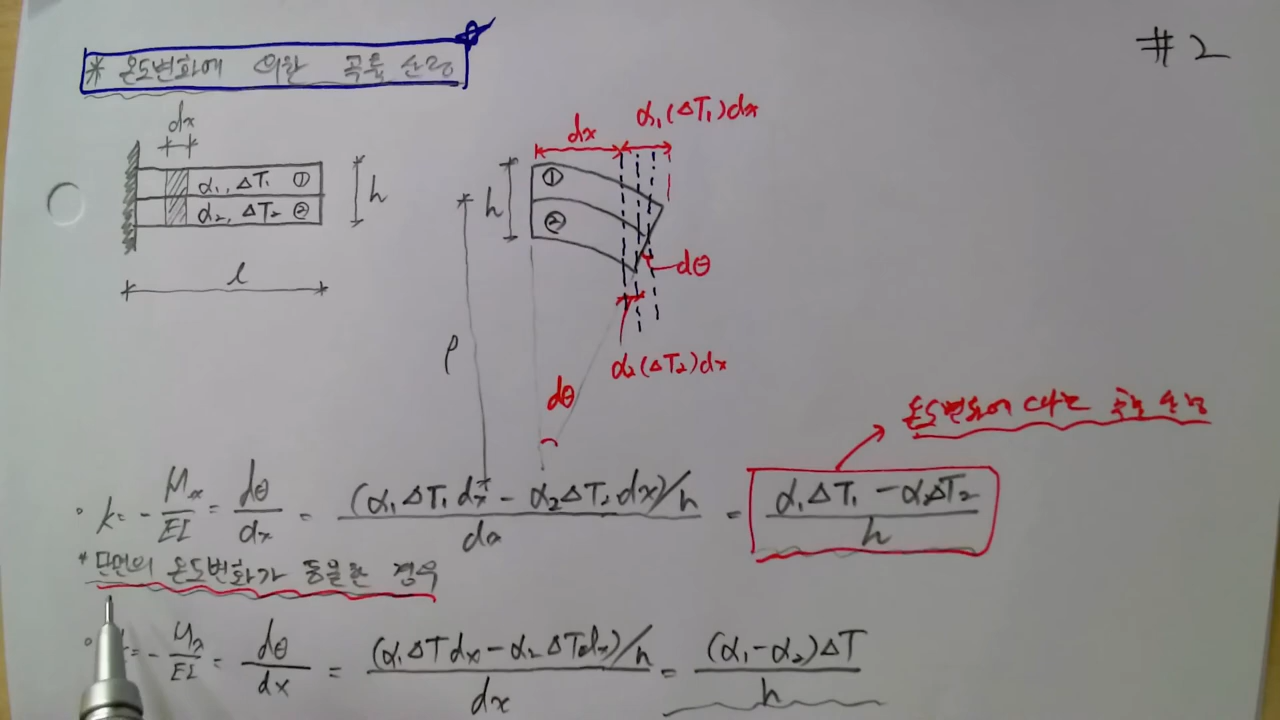 #2
* 온도변화에 의한 곡률 산정
dx
α₁, ΔT₁ ①
α₂, ΔT₂ ②
h
l
dx
α₁(ΔT₁)dx
h
①
②
dθ
α₂(ΔT₂)dx
ρ
dθ
온도변화에 따른 곡률 산정
• k = - Mx/EI = dθ/dx = (α₁ΔT₁dx - α₂ΔT₂dx)/h / dx = α₁ΔT₁ - α₂ΔT₂ / h
* 단면의 온도변화가 동일한 경우
• k = - Mx/EI = dθ/dx = (α₁ΔTdx - α₂ΔTdx)/h / dx = (α₁-α₂)ΔT / h